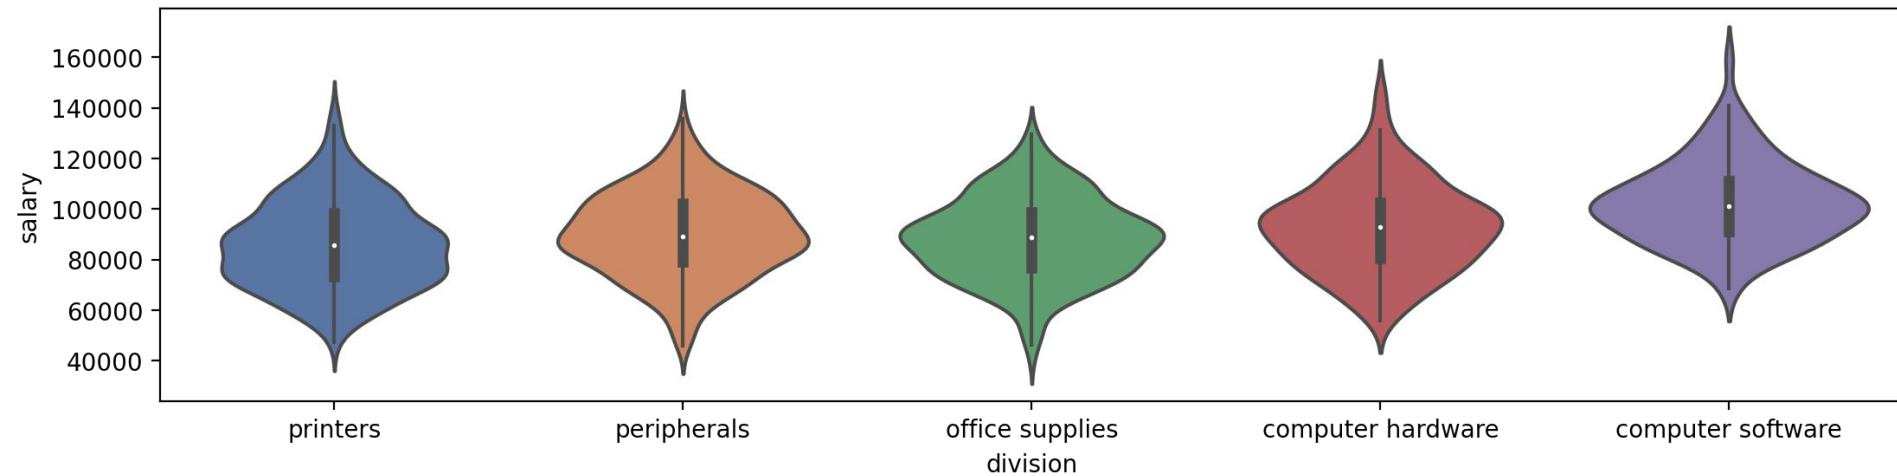 salary
160000
140000
120000
100000
80000
60000
40000
printers
peripherals
office supplies
computer hardware
computer software
division